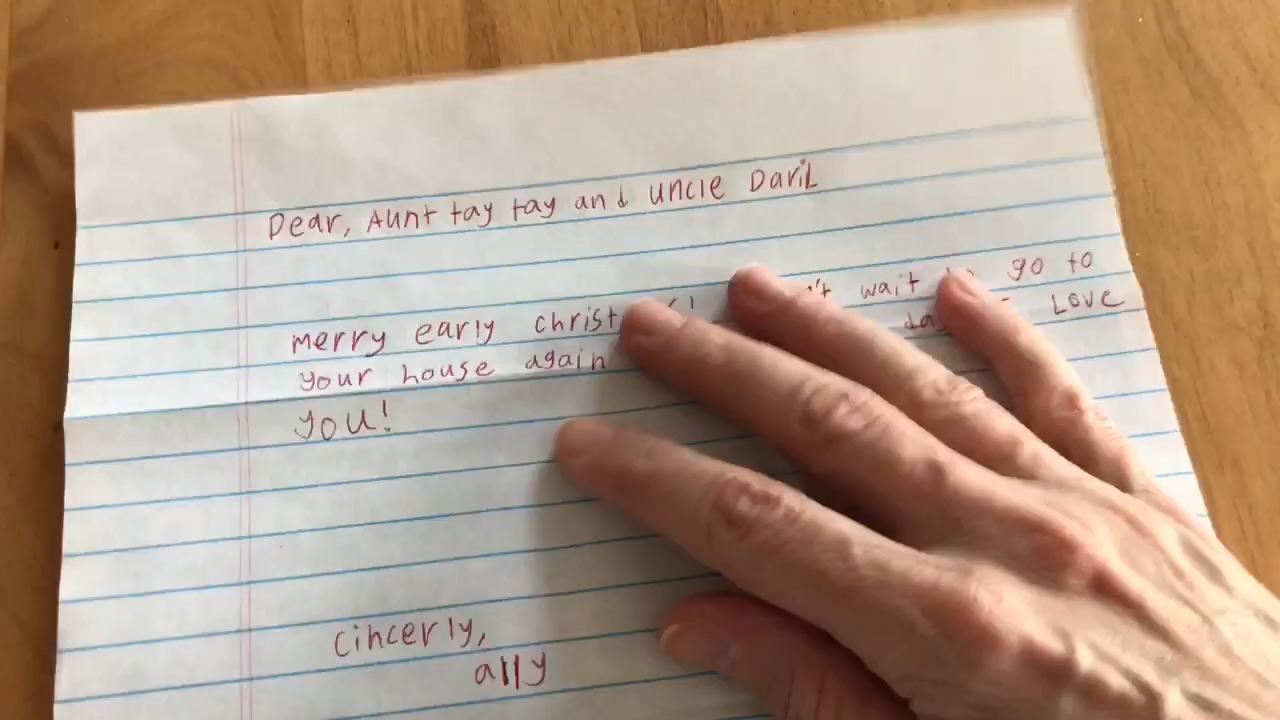 Dear, Aunt tay tay and uncle Daril
merry early wait go to
your house again Love
you!
cincerly,
ally